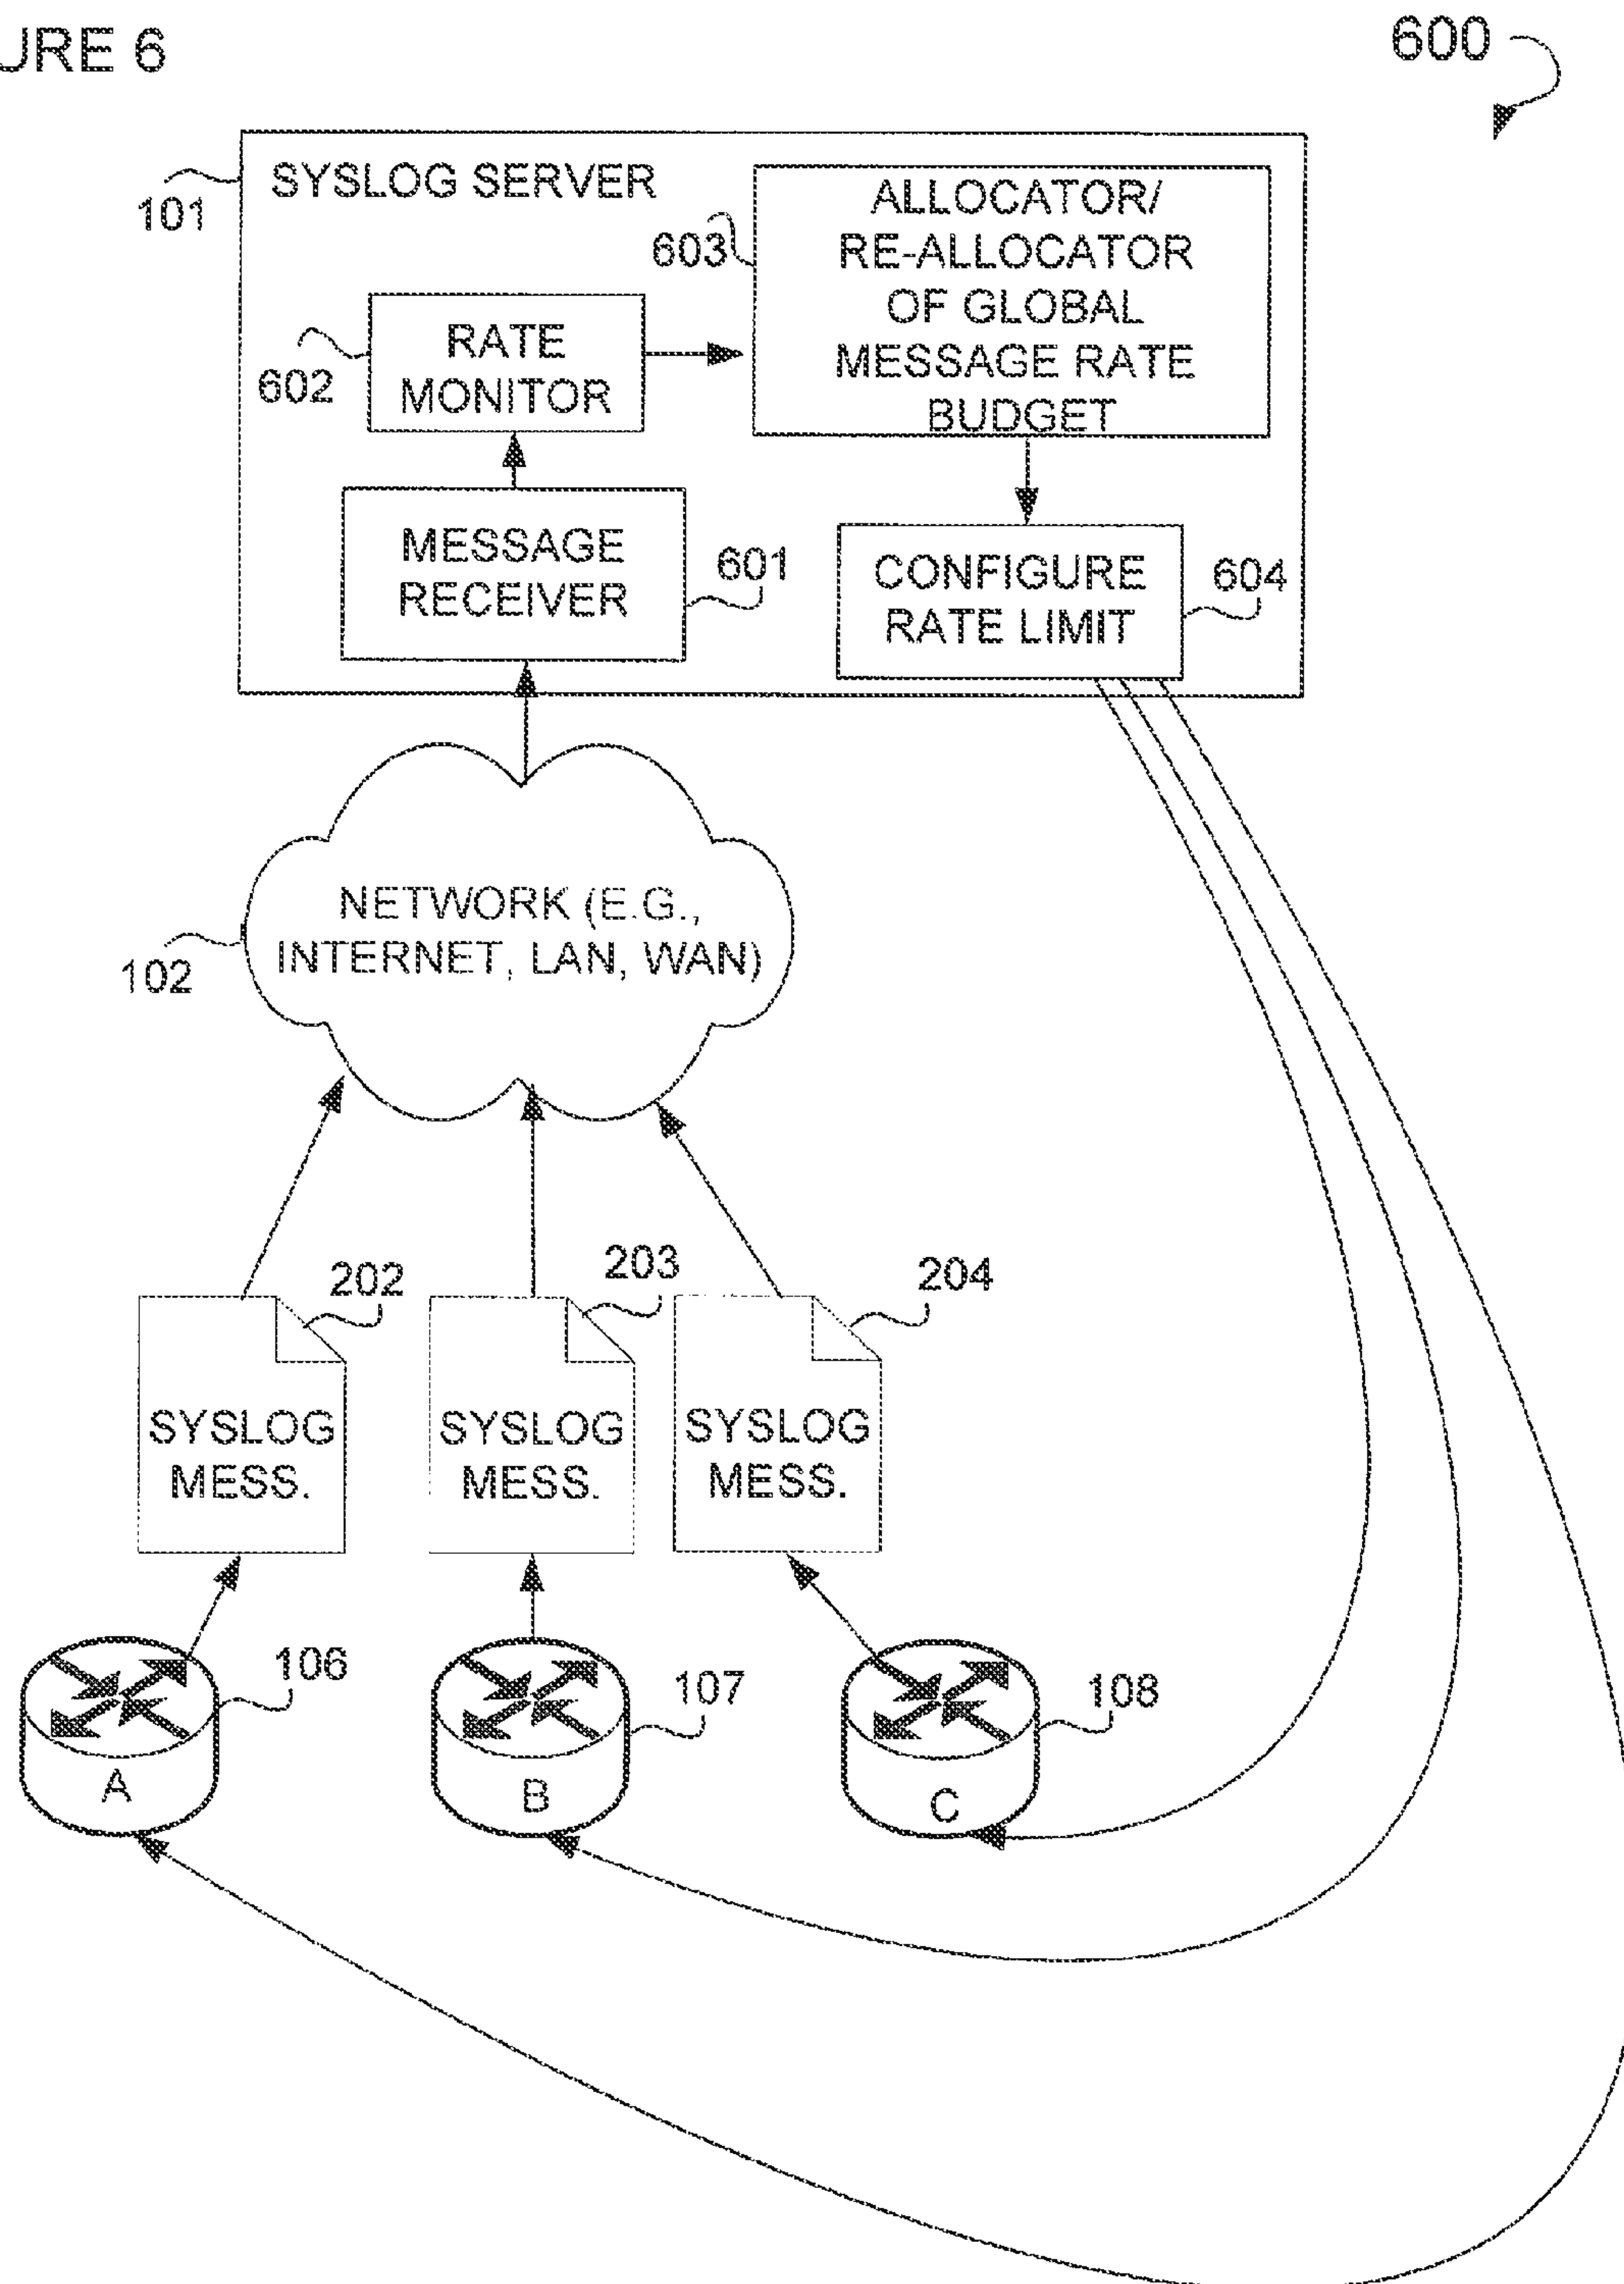 URE 6
600
SYSLOG SERVER
101
ALLOCATOR/
RE-ALLOCATOR
OF GLOBAL
MESSAGE RATE
BUDGET
603
RATE
MONITOR
602
MESSAGE
RECEIVER
601
CONFIGURE
RATE LIMIT
604
NETWORK (E.G.,
INTERNET, LAN, WAN)
102
202
203
204
SYSLOG
MESS.
SYSLOG
MESS.
SYSLOG
MESS.
106
107
108
A
B
C